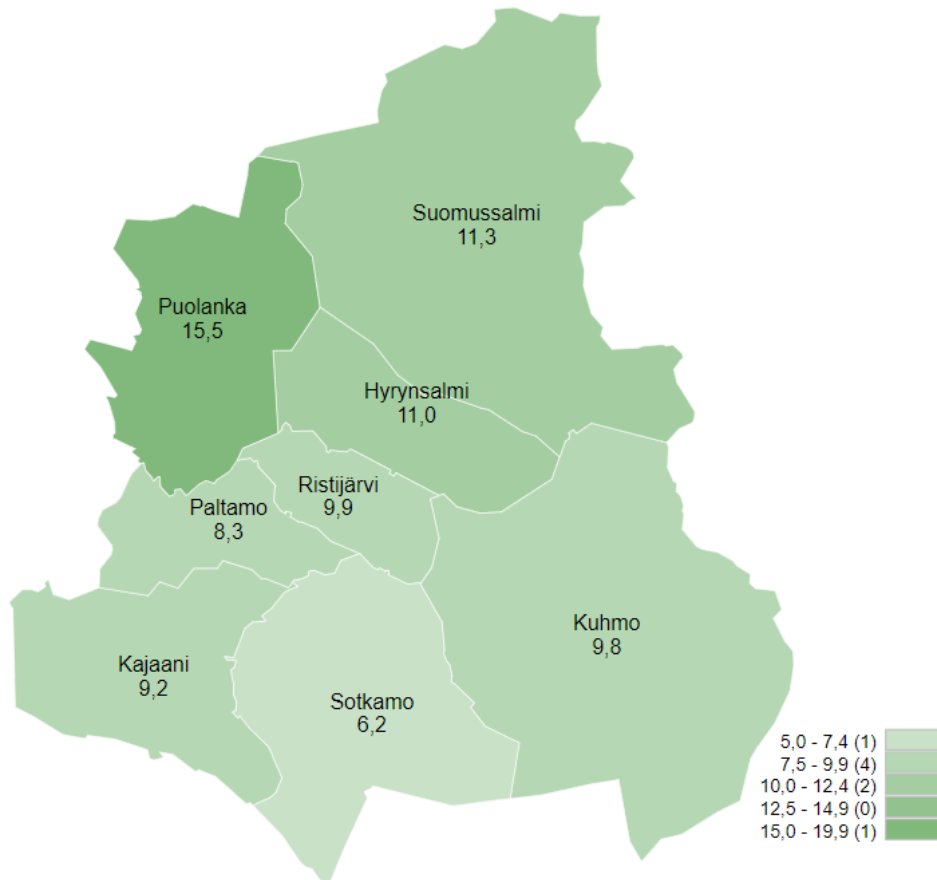 Suomussalmi
11,3
Puolanka
15,5
Hyrynsalmi
11,0
Ristijärvi
9,9
Paltamo
8,3
Kuhmo
9,8
Kajaani
9,2
Sotkamo
6,2
5,0 - 7,4 (1)
7,5 - 9,9 (4)
10,0 - 12,4 (2)
12,5 - 14,9 (0)
15,0 - 19,9 (1)